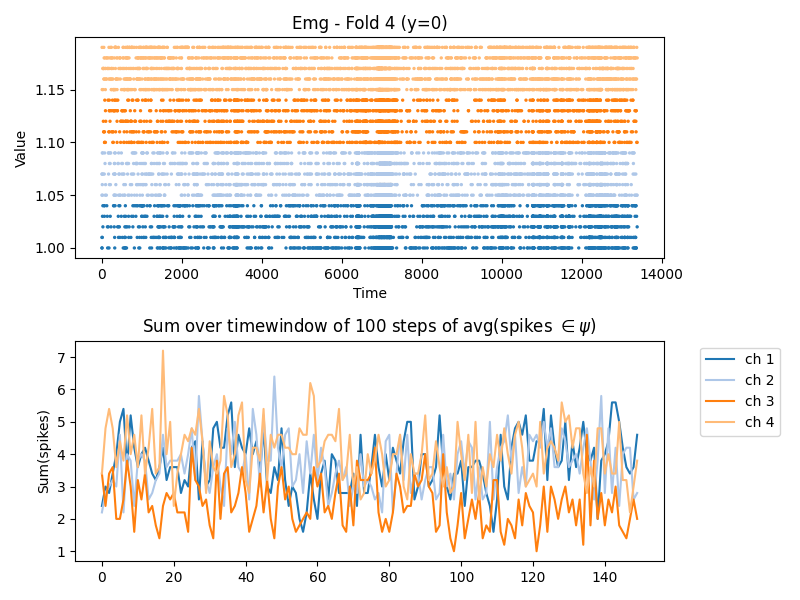 Emg - Fold 4 (y=0)
1.15
1.10
1.05
1.00
Value
0 2000 4000 6000 8000 10000 12000 14000
Time
Sum over timewindow of 100 steps of avg(spikes ∈ ψ)
7
6
5
4
3
2
1
Sum(spikes)
0 20 40 60 80 100 120 140
ch 1
ch 2
ch 3
ch 4